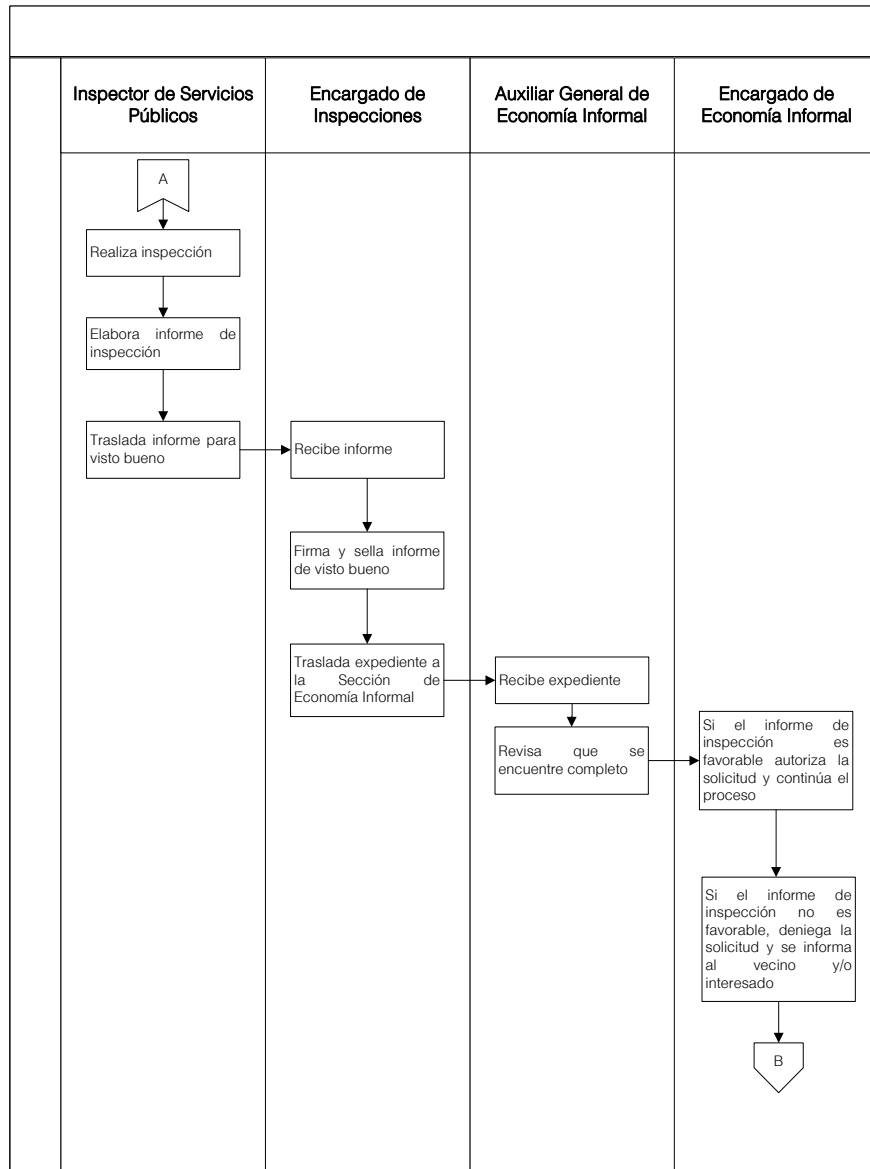 Inspector de Servicios
Públicos
Encargado de
Inspecciones
Auxiliar General de
Economía Informal
Encargado de
Economía Informal
A
Realiza inspección
Elabora informe de
inspección
Traslada informe para
visto bueno
Recibe informe
Firma y sella informe
de visto bueno
Traslada expediente a
la Sección de
Economía Informal
Recibe expediente
Revisa que se
encuentre completo
Si el informe de
inspección es
favorable autoriza la
solicitud y continúa el
proceso
Si el informe de
inspección no es
favorable, deniega la
solicitud y se informa
al vecino y/o
interesado
B